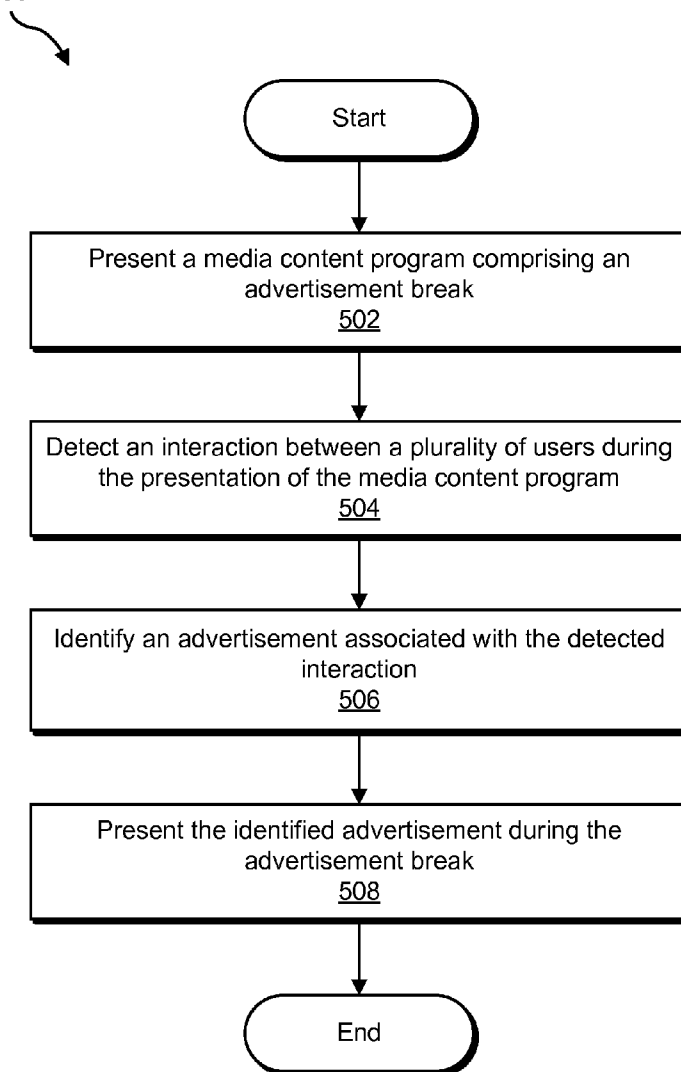 Start
Present a media content program comprising an
advertisement break
502
Detect an interaction between a plurality of users during
the presentation of the media content program
504
Identify an advertisement associated with the detected
interaction
506
Present the identified advertisement during the
advertisement break
508
End